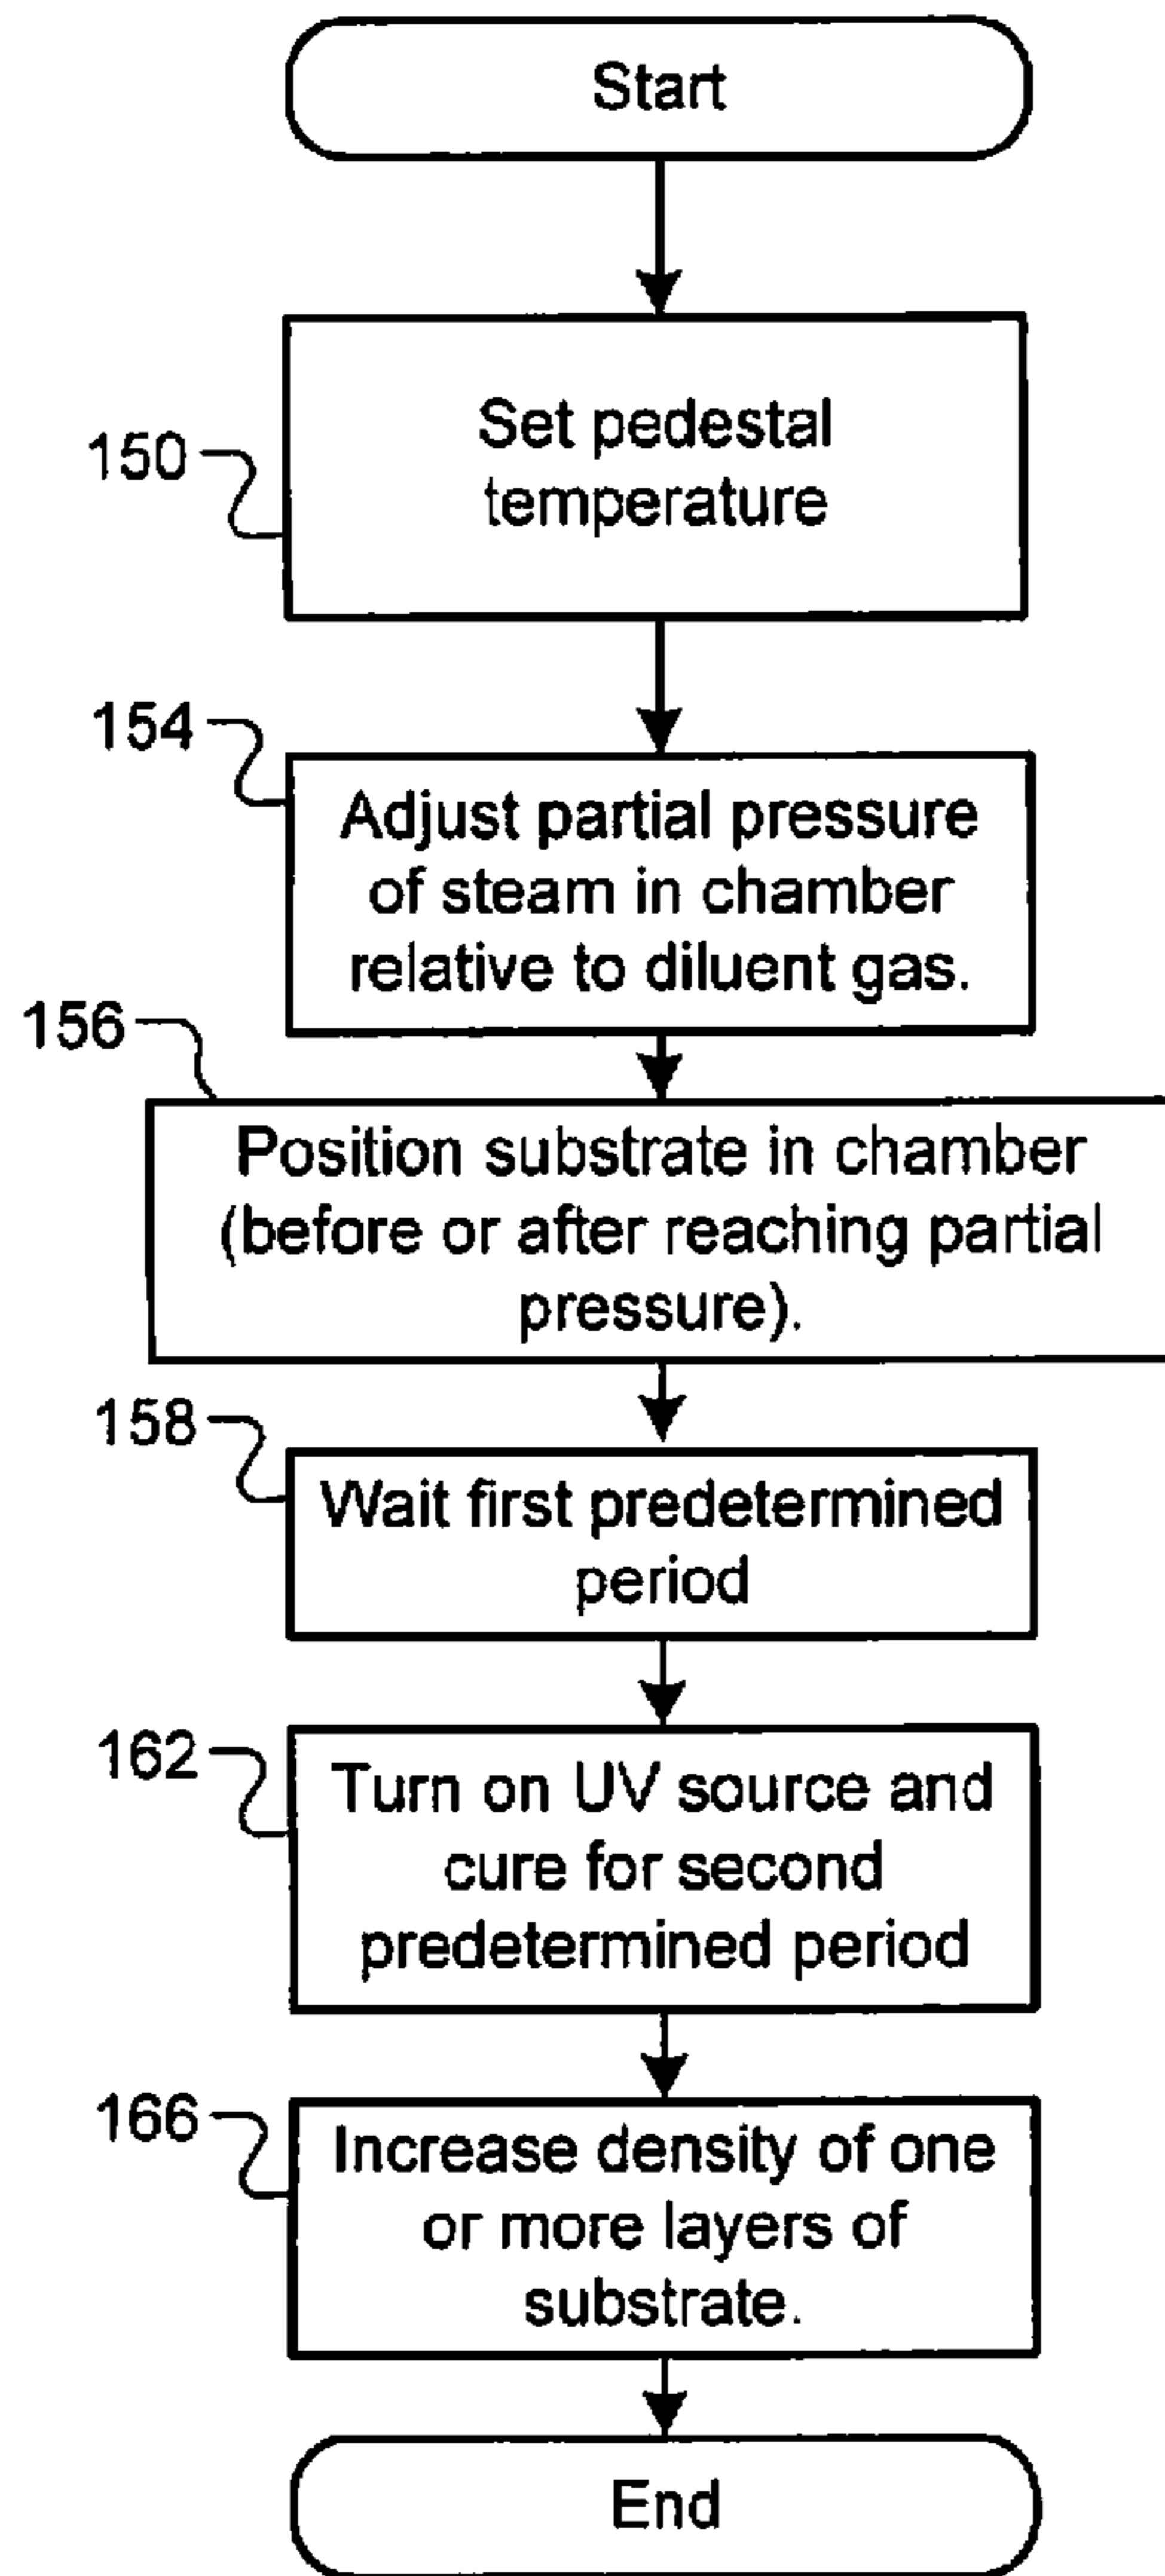 Start
150
Set pedestal
temperature
154
Adjust partial pressure
of steam in chamber
relative to diluent gas.
156
Position substrate in chamber
(before or after reaching partial
pressure).
158
Wait first predetermined
period
162
Turn on UV source and
cure for second
predetermined period
166
Increase density of one
or more layers of
substrate.
End